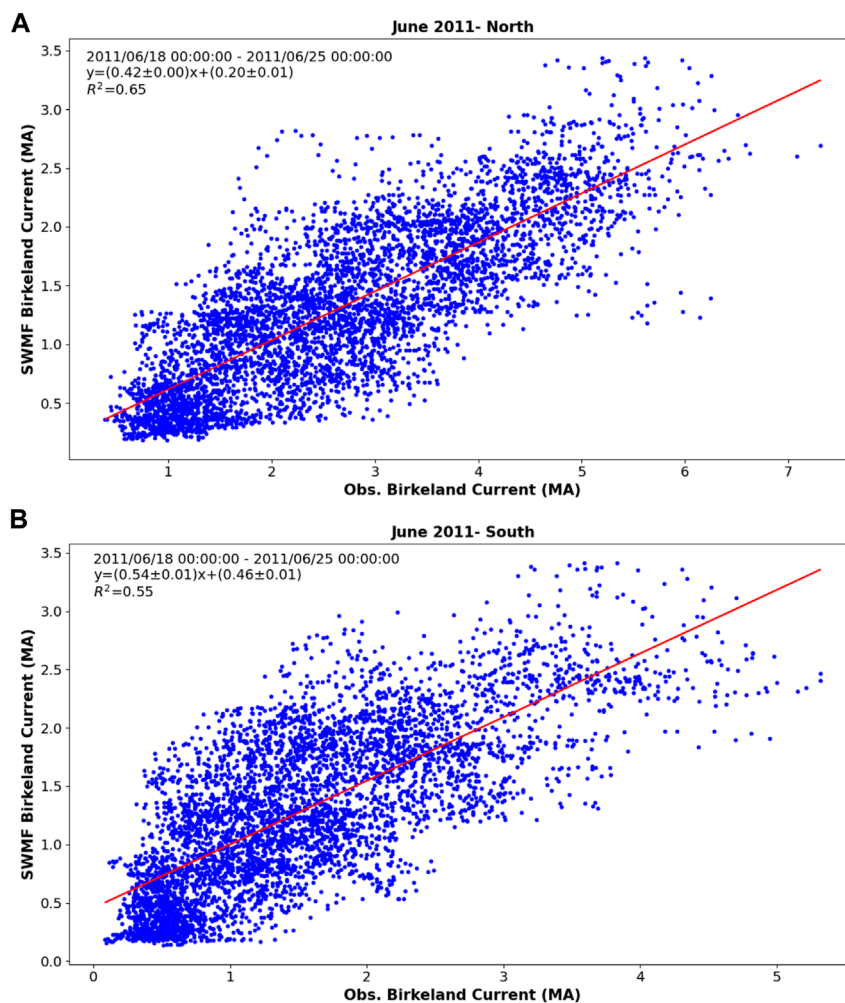 A
June 2011- North
2011/06/18 00:00:00 - 2011/06/25 00:00:00
y=(0.42±0.00)x+(0.20±0.01)
R²=0.65
3.5
3.0
2.5
2.0
1.5
1.0
0.5
SWMF Birkeland Current (MA)
1 2 3 4 5 6 7
Obs. Birkeland Current (MA)
B
June 2011- South
2011/06/18 00:00:00 - 2011/06/25 00:00:00
y=(0.54±0.01)x+(0.46±0.01)
R²=0.55
3.5
3.0
2.5
2.0
1.5
1.0
0.5
0.0
SWMF Birkeland Current (MA)
0 1 2 3 4 5
Obs. Birkeland Current (MA)